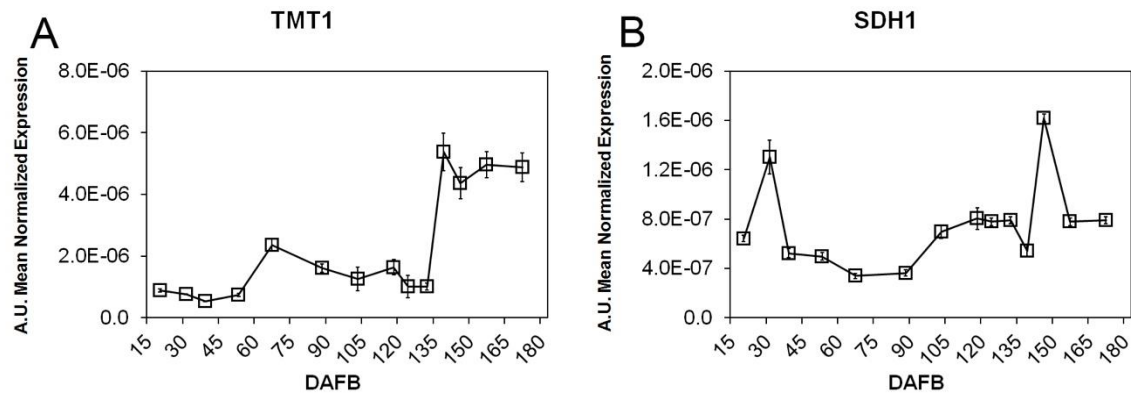 A
TMT1
A.U. Mean Normalized Expression
8.0E-06
6.0E-06
4.0E-06
2.0E-06
0.0
15 30 45 60 75 90 105 120 135 150 165 180
DAFB
B
SDH1
A.U. Mean Normalized Expression
2.0E-06
1.6E-06
1.2E-06
8.0E-07
4.0E-07
0.0
15 30 45 60 75 90 105 120 135 150 165 180
DAFB